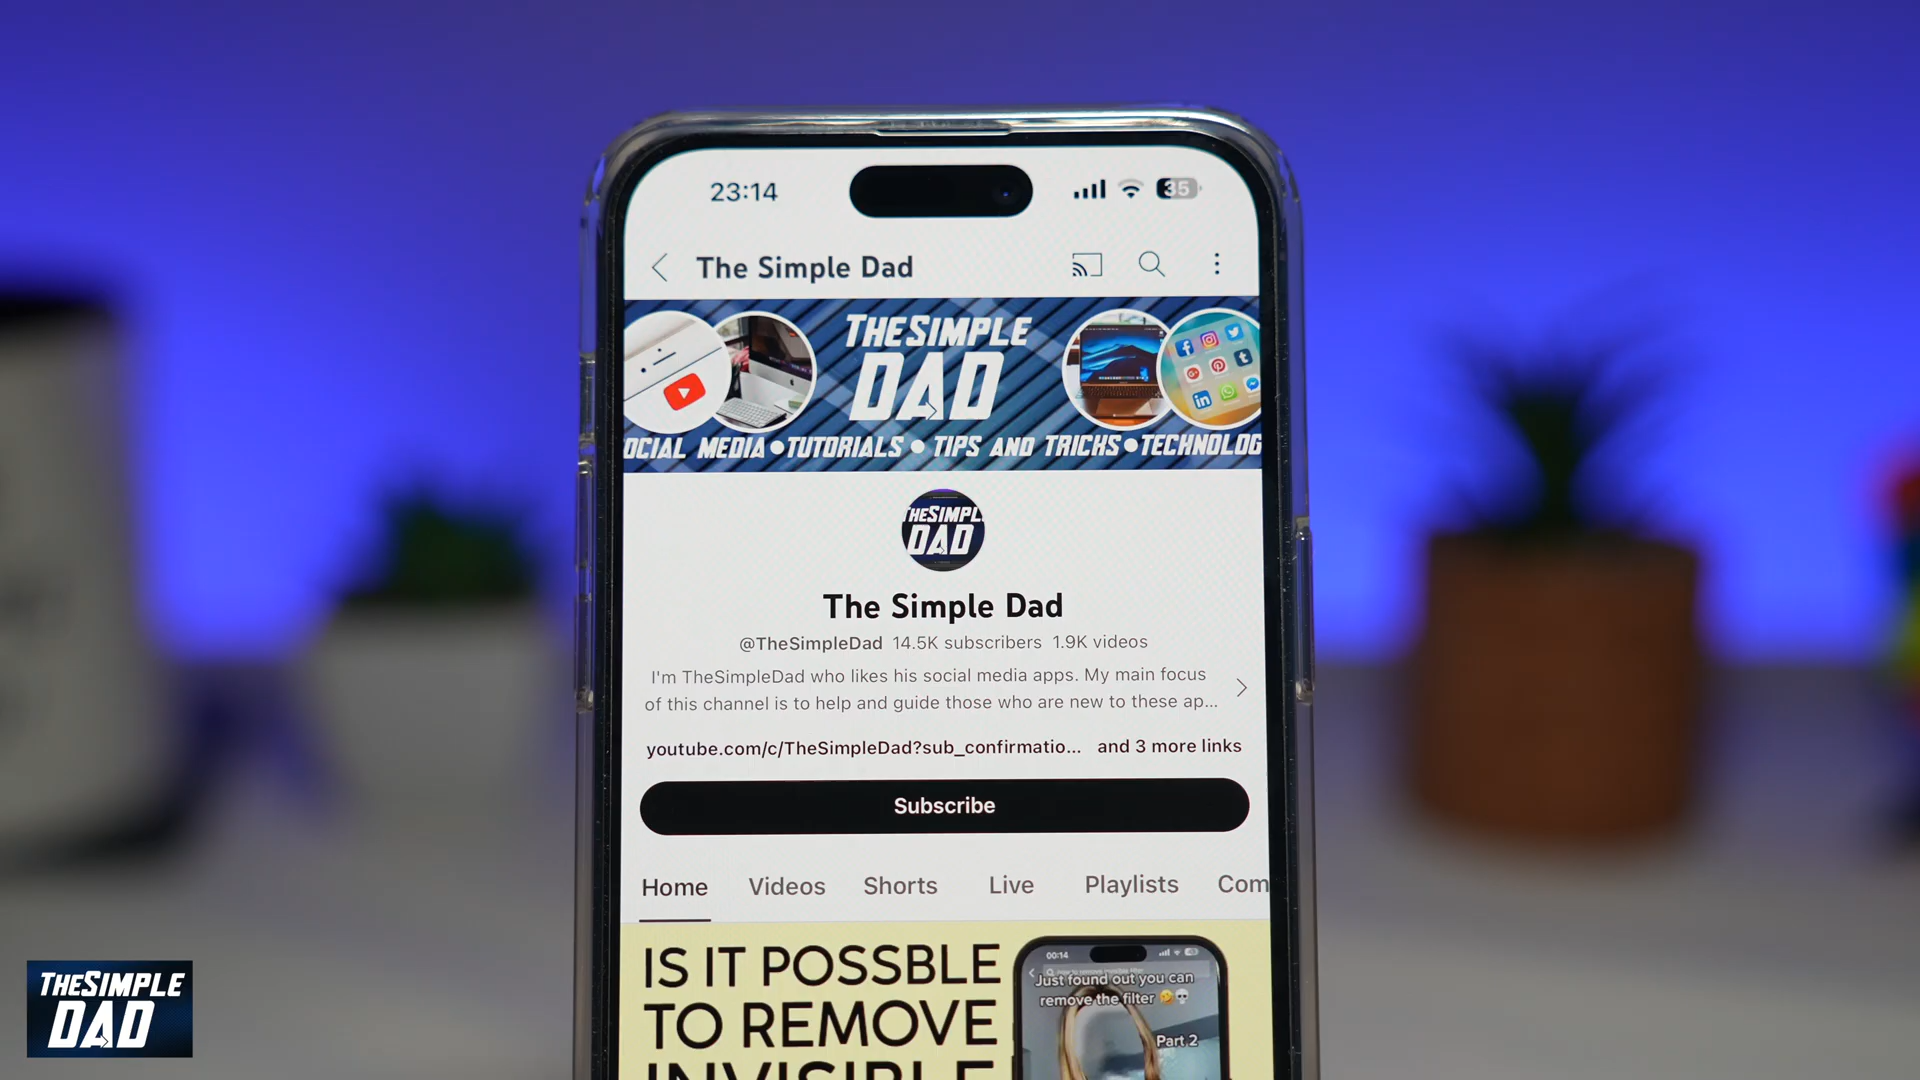 23:14
35
The Simple Dad
THESIMPLE
DAD
OCIAL MEDIA•TUTORIALS • TIPS AND TRICKS•TECHNOLOG
HESIMPL
DAD
The Simple Dad
@TheSimpleDad 14.5K subscribers 1.9K videos
I'm TheSimpleDad who likes his social media apps. My main focus
of this channel is to help and guide those who are new to these ap...
youtube.com/c/TheSimpleDad?sub_confirmatio... and 3 more links
Subscribe
Home Videos Shorts Live Playlists Com
IS IT POSSBLE
TO REMOVE
INVISIBLE
00:14
Just found out you can
remove the filter 🤣💀
Part 2
THESIMPLE
DAD